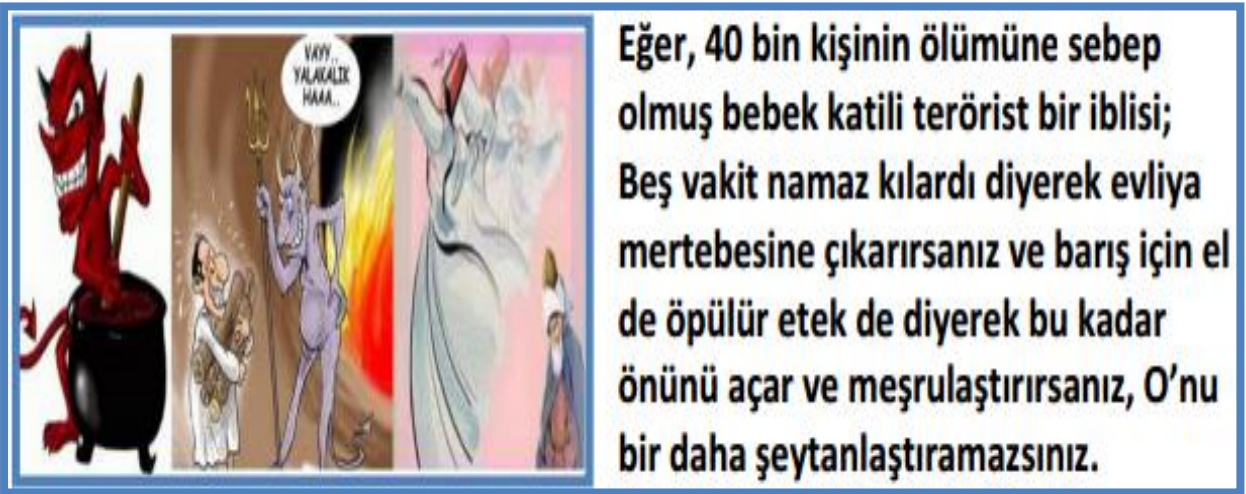 VAYY..
YALAKALIK
HAAA..
Eğer, 40 bin kişinin ölümüne sebep
olmuş bebek katili terörist bir iblisi;
Beş vakit namaz kılardı diyerek evliya
mertebesine çıkarırsanız ve barış için el
de öpülür etek de diyerek bu kadar
önünü açar ve meşrulaştırırsanız, O’nu
bir daha şeytanlaştıramazsınız.